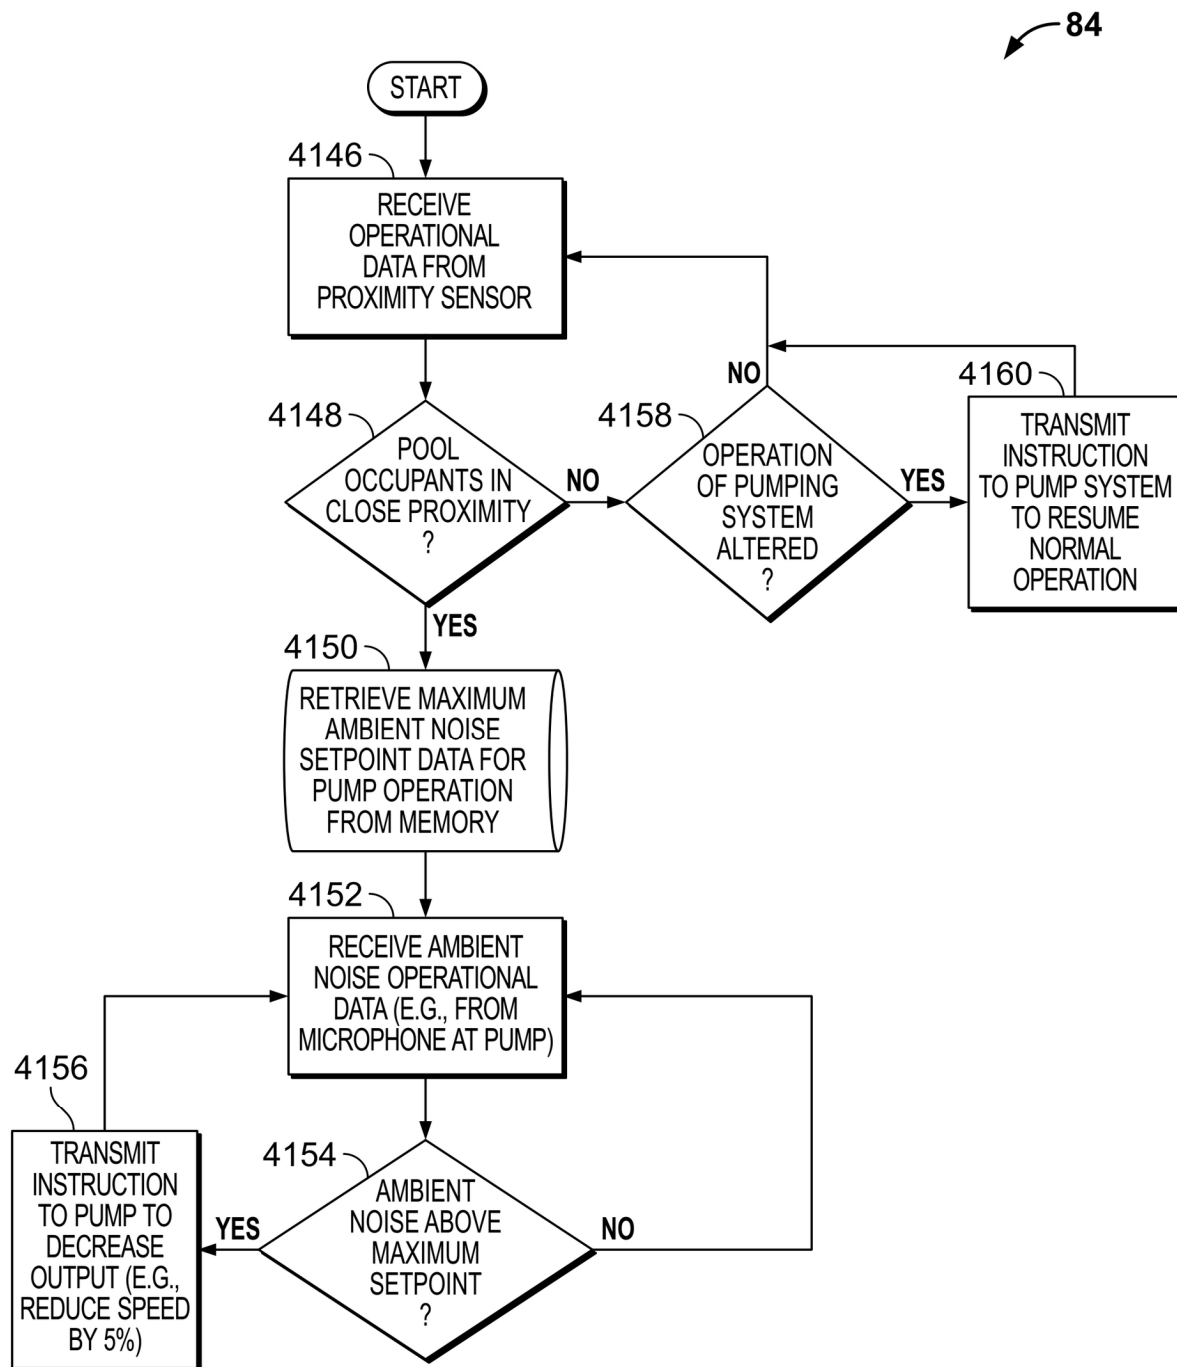 84
START
4146
RECEIVE
OPERATIONAL
DATA FROM
PROXIMITY SENSOR
4148
POOL
OCCUPANTS IN
CLOSE PROXIMITY
?
NO
YES
4158
OPERATION
OF PUMPING
SYSTEM
ALTERED
?
NO
YES
4160
TRANSMIT
INSTRUCTION
TO PUMP SYSTEM
TO RESUME
NORMAL
OPERATION
4150
RETRIEVE MAXIMUM
AMBIENT NOISE
SETPOINT DATA FOR
PUMP OPERATION
FROM MEMORY
4152
RECEIVE AMBIENT
NOISE OPERATIONAL
DATA (E.G., FROM
MICROPHONE AT PUMP)
4154
AMBIENT
NOISE ABOVE
MAXIMUM
SETPOINT
?
YES
NO
4156
TRANSMIT
INSTRUCTION
TO PUMP TO
DECREASE
OUTPUT (E.G.,
REDUCE SPEED
BY 5%)